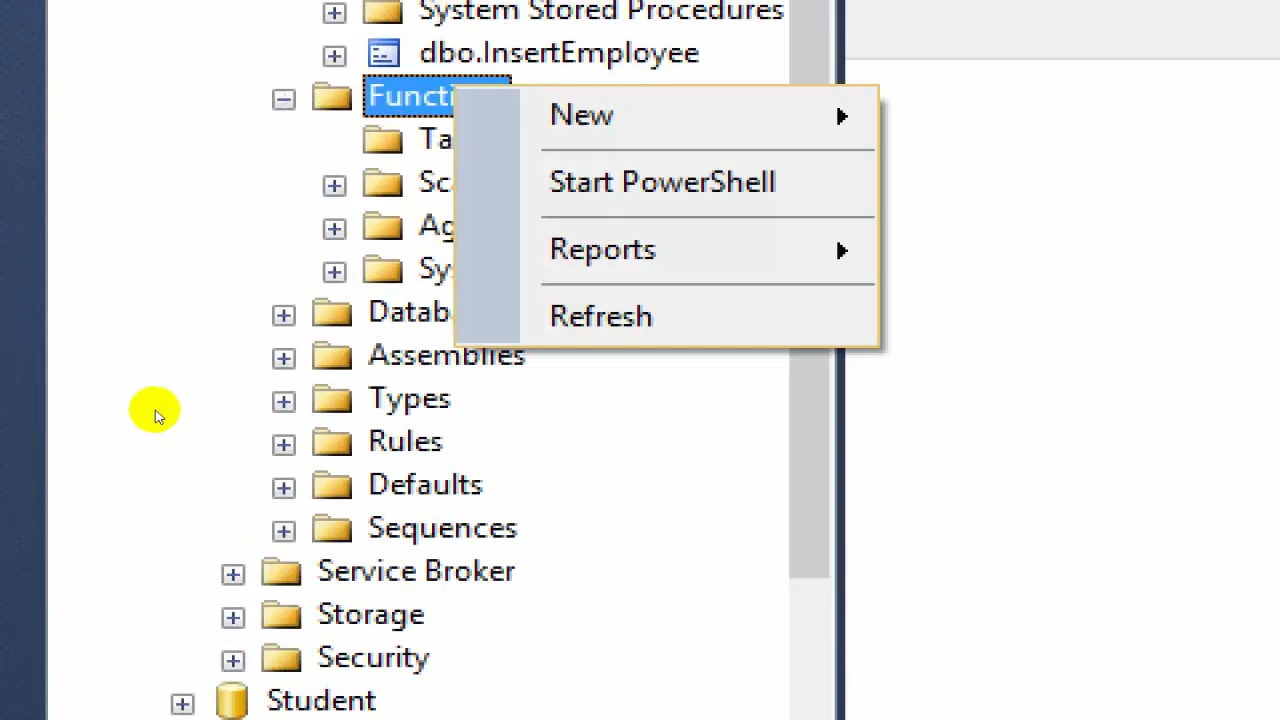 System Stored Procedures
dbo.InsertEmployee
New
Start PowerShell
Reports
Refresh
Assemblies
Types
Rules
Defaults
Sequences
Service Broker
Storage
Security
Student